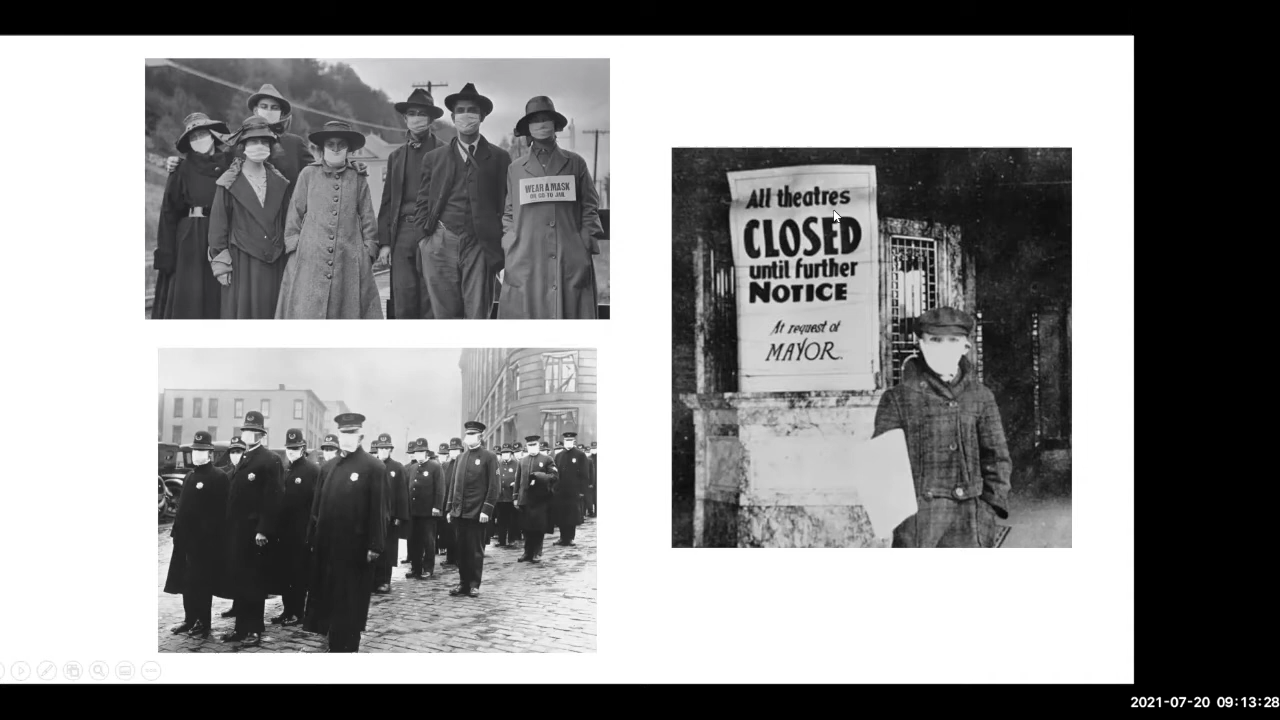 WEAR A MASK
OR GO TO JAIL
All theatres
CLOSED
until further
NOTICE
At request of
MAYOR.
2021-07-20 09:13:28